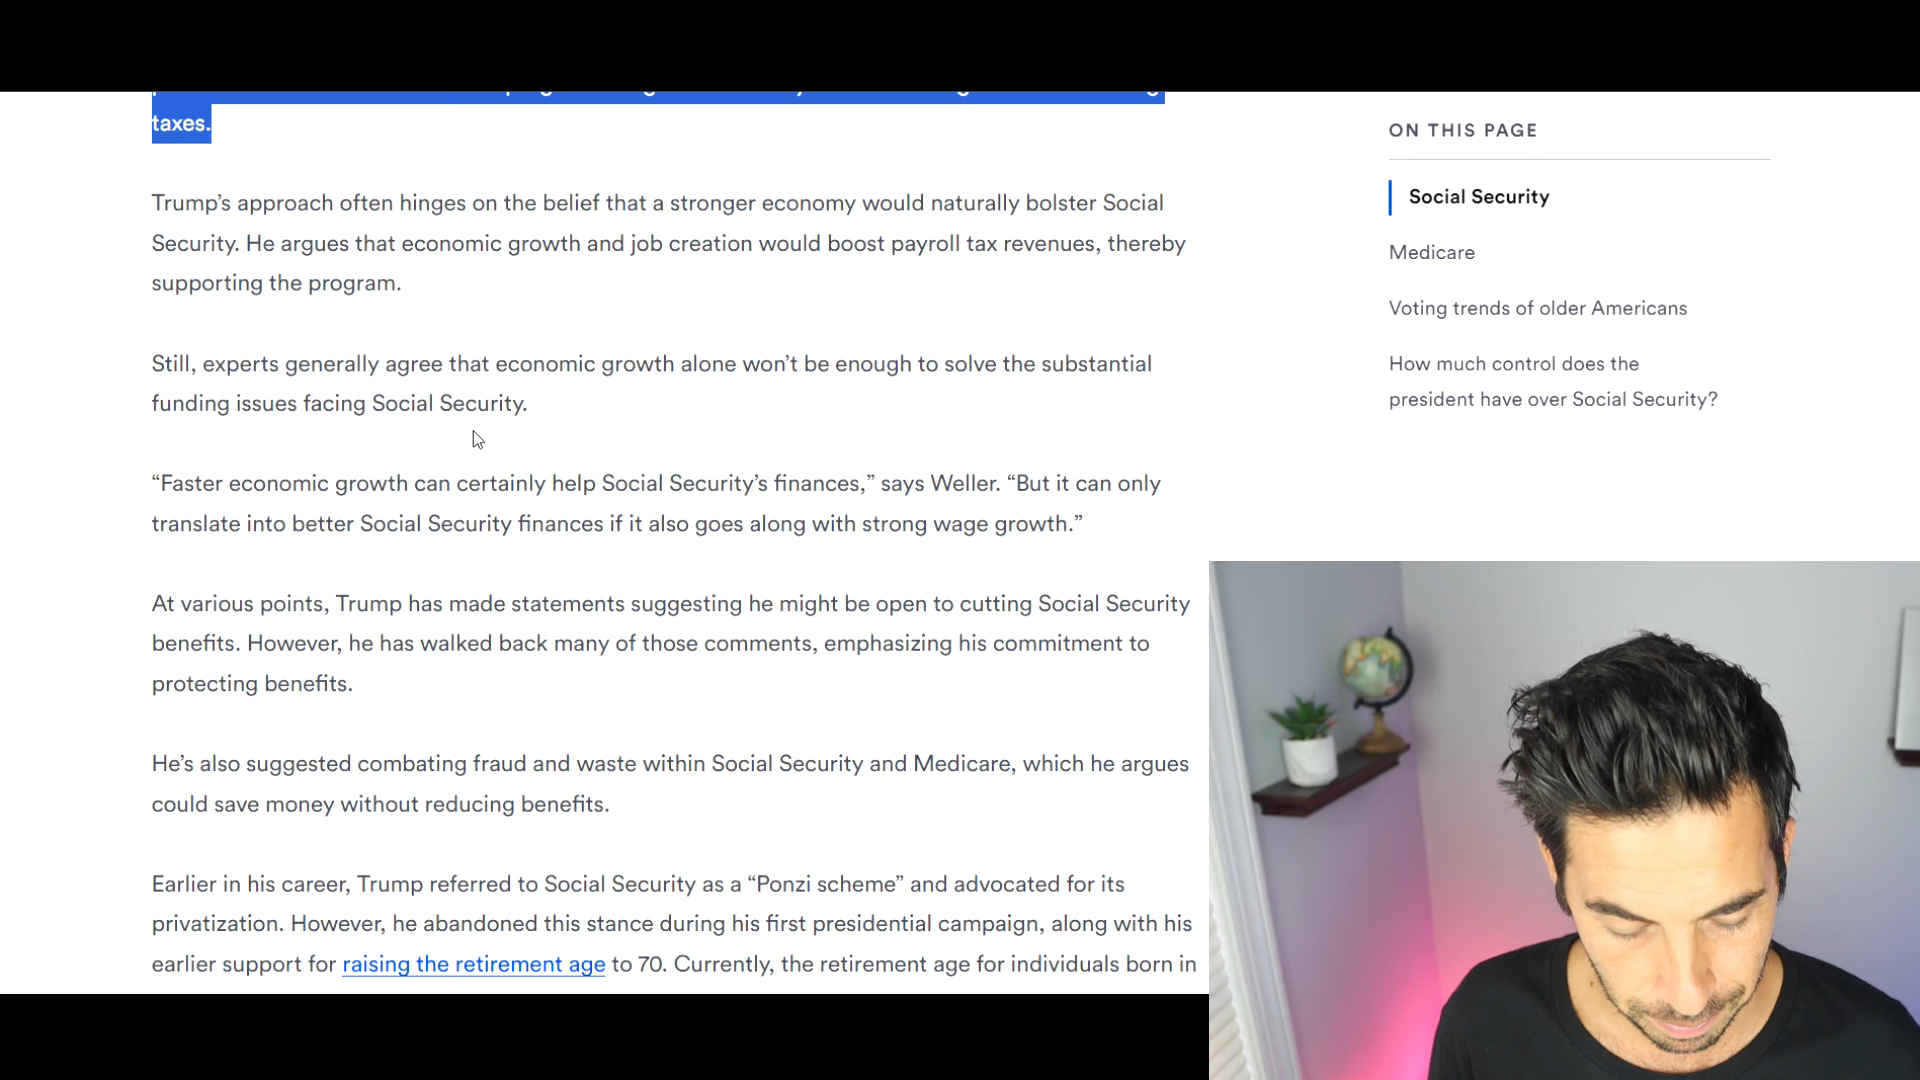 taxes.
Trump’s approach often hinges on the belief that a stronger economy would naturally bolster Social
Security. He argues that economic growth and job creation would boost payroll tax revenues, thereby
supporting the program.
Still, experts generally agree that economic growth alone won’t be enough to solve the substantial
funding issues facing Social Security.
“Faster economic growth can certainly help Social Security’s finances,” says Weller. “But it can only
translate into better Social Security finances if it also goes along with strong wage growth.”
At various points, Trump has made statements suggesting he might be open to cutting Social Security
benefits. However, he has walked back many of those comments, emphasizing his commitment to
protecting benefits.
He’s also suggested combating fraud and waste within Social Security and Medicare, which he argues
could save money without reducing benefits.
Earlier in his career, Trump referred to Social Security as a “Ponzi scheme” and advocated for its
privatization. However, he abandoned this stance during his first presidential campaign, along with his
earlier support for raising the retirement age to 70. Currently, the retirement age for individuals born in
ON THIS PAGE
Social Security
Medicare
Voting trends of older Americans
How much control does the
president have over Social Security?